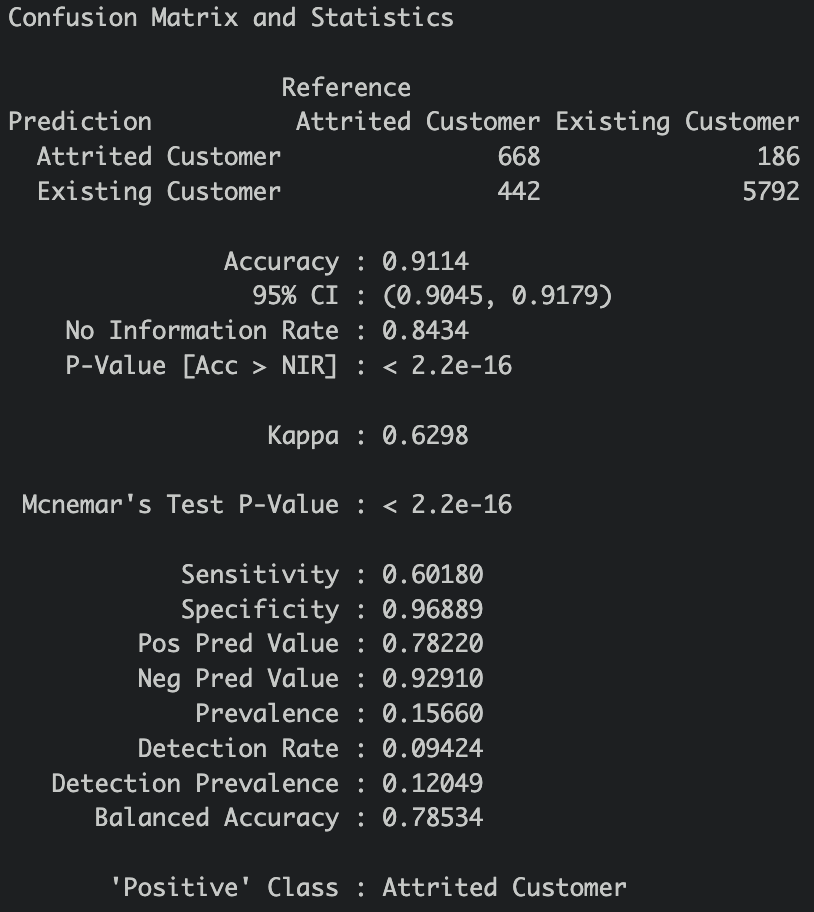 Confusion Matrix and Statistics
Reference
Prediction Attrited Customer Existing Customer
Attrited Customer 668 186
Existing Customer 442 5792
Accuracy : 0.9114
95% CI : (0.9045, 0.9179)
No Information Rate : 0.8434
P-Value [Acc > NIR] : < 2.2e-16
Kappa : 0.6298
Mcnemar's Test P-Value : < 2.2e-16
Sensitivity : 0.60180
Specificity : 0.96889
Pos Pred Value : 0.78220
Neg Pred Value : 0.92910
Prevalence : 0.15660
Detection Rate : 0.09424
Detection Prevalence : 0.12049
Balanced Accuracy : 0.78534
'Positive' Class : Attrited Customer